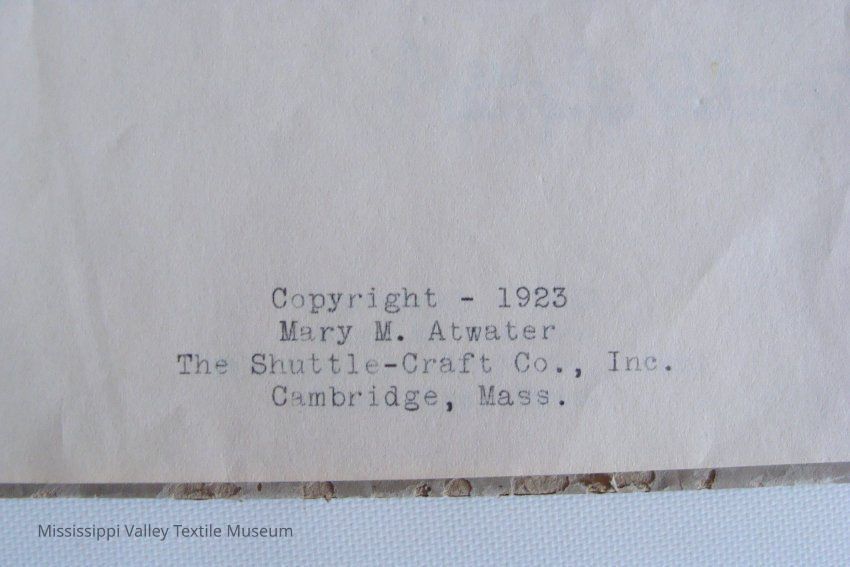 Copyright - 1923
Mary M. Atwater
The Shuttle-Craft Co., Inc.
Cambridge, Mass.
Mississippi Valley Textile Museum